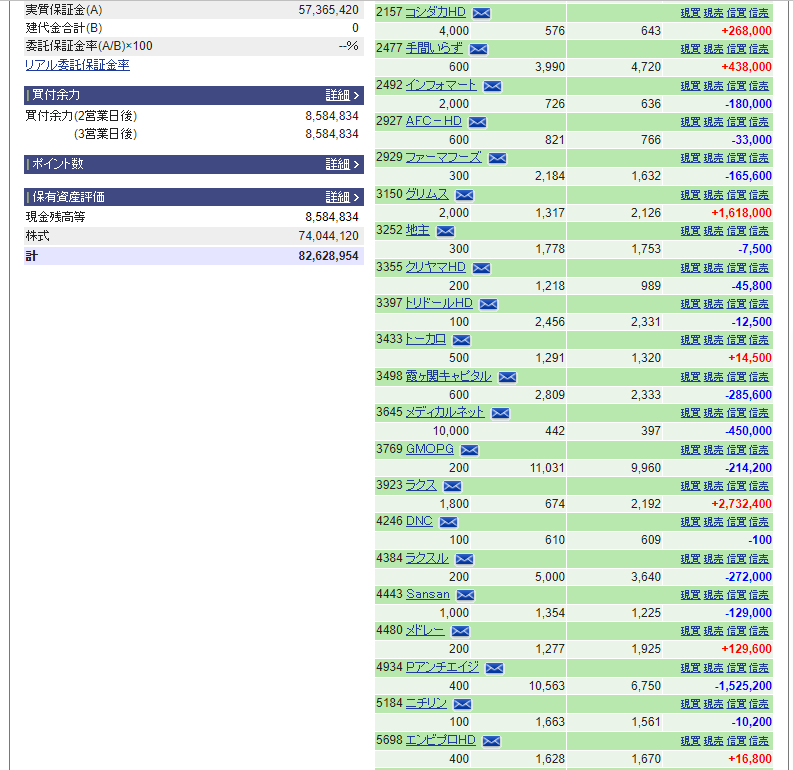 実質保証金(A) 57,365,420
建代金合計(B) 0
委託保証金率(A/B)×100 --%
リアル委託保証金率
買付余力 詳細 >
買付余力(2営業日後) 8,584,834
(3営業日後) 8,584,834
ポイント数 詳細 >
保有資産評価 詳細 >
現金残高等 8,584,834
株式 74,044,120
計 82,628,954
2157 コシダカHD 現買 現売 信買 信売
4,000 576 643 +268,000
2477 手間いらず 現買 現売 信買 信売
600 3,990 4,720 +438,000
2492 インフォマート 現買 現売 信買 信売
2,000 726 636 -180,000
2927 AFC－HD 現買 現売 信買 信売
600 821 766 -33,000
2929 ファーマフーズ 現買 現売 信買 信売
300 2,184 1,632 -165,600
3150 グリムス 現買 現売 信買 信売
2,000 1,317 2,126 +1,618,000
3252 地主 現買 現売 信買 信売
300 1,778 1,753 -7,500
3355 クリヤマHD 現買 現売 信買 信売
200 1,218 989 -45,800
3397 トリドールHD 現買 現売 信買 信売
100 2,456 2,331 -12,500
3433 トーカロ 現買 現売 信買 信売
500 1,291 1,320 +14,500
3498 霞ヶ関キャピタル 現買 現売 信買 信売
600 2,809 2,333 -285,600
3645 メディカルネット 現買 現売 信買 信売
10,000 442 397 -450,000
3769 GMOPG 現買 現売 信買 信売
200 11,031 9,960 -214,200
3923 ラクス 現買 現売 信買 信売
1,800 674 2,192 +2,732,400
4246 DNC 現買 現売 信買 信売
100 610 609 -100
4384 ラクスル 現買 現売 信買 信売
200 5,000 3,640 -272,000
4443 Sansan 現買 現売 信買 信売
1,000 1,354 1,225 -129,000
4480 メドレー 現買 現売 信買 信売
200 1,277 1,925 +129,600
4934 Pアンチエイジ 現買 現売 信買 信売
400 10,563 6,750 -1,525,200
5184 ニチリン 現買 現売 信買 信売
100 1,663 1,561 -10,200
5698 エンビプロHD 現買 現売 信買 信売
400 1,628 1,670 +16,800